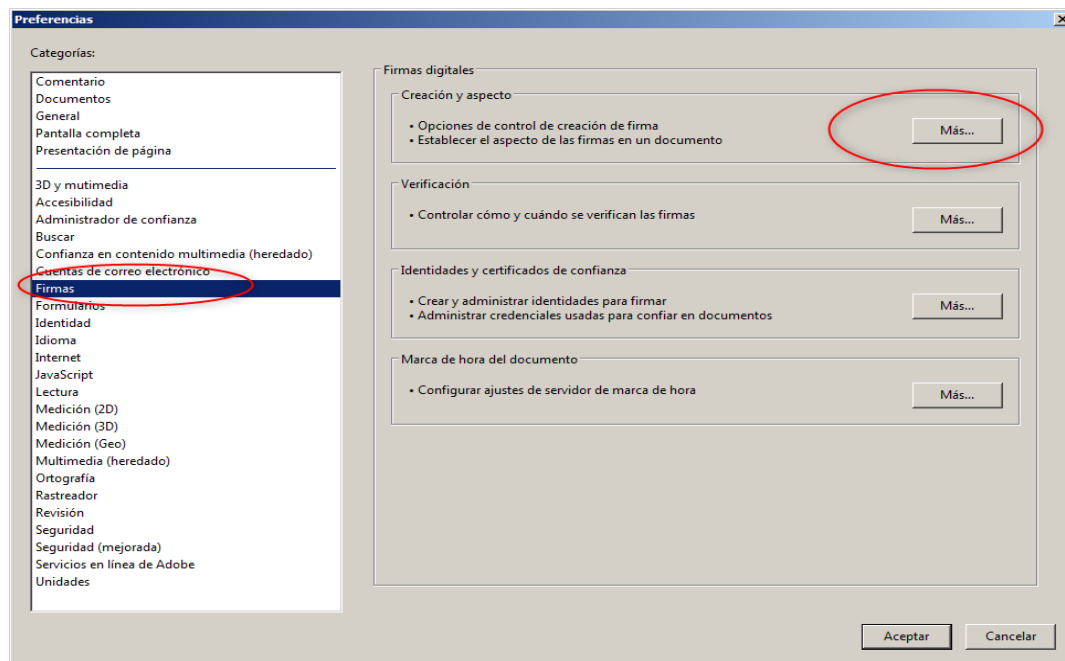 Preferencias
Categorías:
Comentario
Documentos
General
Pantalla completa
Presentación de página
3D y mutimedia
Accesibilidad
Administrador de confianza
Buscar
Confianza en contenido multimedia (heredado)
Cuentas de correo electrónico
Firmas
Formularios
Identidad
Idioma
Internet
JavaScript
Lectura
Medición (2D)
Medición (3D)
Medición (Geo)
Multimedia (heredado)
Ortografía
Rastreador
Revisión
Seguridad
Seguridad (mejorada)
Servicios en línea de Adobe
Unidades
Firmas digitales
Creación y aspecto
• Opciones de control de creación de firma
• Establecer el aspecto de las firmas en un documento
Más...
Verificación
• Controlar cómo y cuándo se verifican las firmas
Más...
Identidades y certificados de confianza
• Crear y administrar identidades para firmar
• Administrar credenciales usadas para confiar en documentos
Más...
Marca de hora del documento
• Configurar ajustes de servidor de marca de hora
Más...
Aceptar
Cancelar